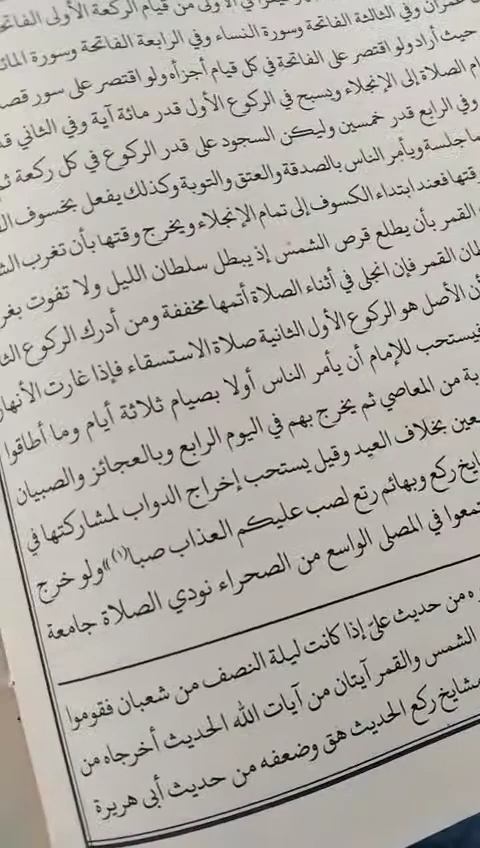 من قيام الركعة الأولى الفاتحة
عمران وفي الثالثة الفاتحة وسورة النساء وفي الرابعة الفاتحة وسورة المائدة
حيث أراد ولو اقتصر على الفاتحة في كل قيام أجزأه ولو اقتصر على سور قصار
الصلاة إلى الإنجلاء ويسبح في الركوع الأول قدر مائة آية وفي الثاني
وفي الرابع قدر خمسين وليكن السجود على قدر الركوع في كل ركعة
جلسة ويأمر الناس بالصدقة والعتق والتوبة وكذلك يفعل بخسوف
وقتها فعند ابتداء الكسوف إلى تمام الإنجلاء ويخرج وقتها بأن تغرب
القمر بأن يطلع قرص الشمس إذ يبطل سلطان الليل ولا تفوت
القمر فإن انجلى في أثناء الصلاة أتمها مخففة ومن أدرك الركوع
أن الأصل هو الركوع الأول الثانية صلاة الاستسقاء فإذا غارت الأنهار
فيستحب للإمام أن يأمر الناس أولا بصيام ثلاثة أيام وما أطاقوا
من المعاصي ثم يخرج بهم في اليوم الرابع وبالعجائز والصبيان
بخلاف العيد وقيل يستحب إخراج الدواب لمشاركتها في
ركع وبهائم رتع لصب عليكم العذاب صبا(١)» ولو خرج
في المصلى الواسع من الصحراء نودي الصلاة جامعة
من حديث عليّ إذا كانت ليلة النصف من شعبان فقوموا
الشمس والقمر آيتان من آيات الله الحديث أخرجاه من
ركع الحديث هق وضعفه من حديث أبى هريرة